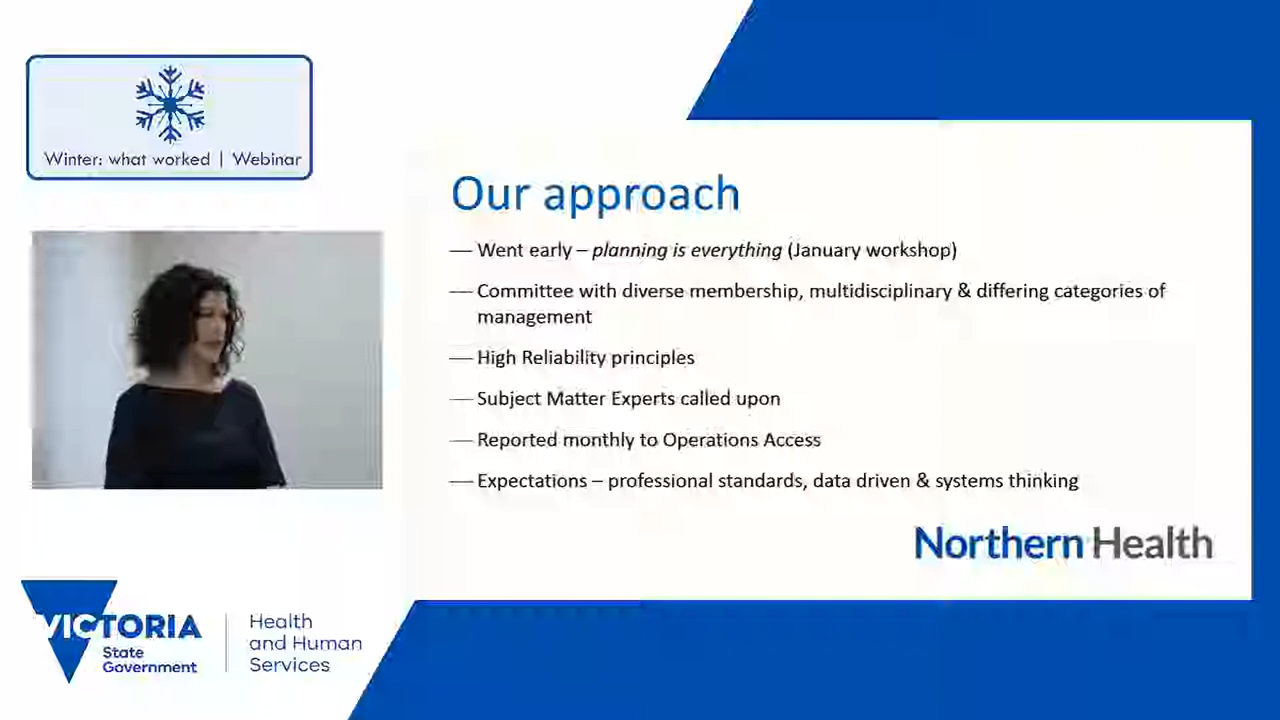 Winter: what worked | Webinar
Our approach
— Went early – planning is everything (January workshop)
— Committee with diverse membership, multidisciplinary & differing categories of
management
— High Reliability principles
— Subject Matter Experts called upon
— Reported monthly to Operations Access
— Expectations – professional standards, data driven & systems thinking
Northern Health
VICTORIA
State
Government
Health
and Human
Services